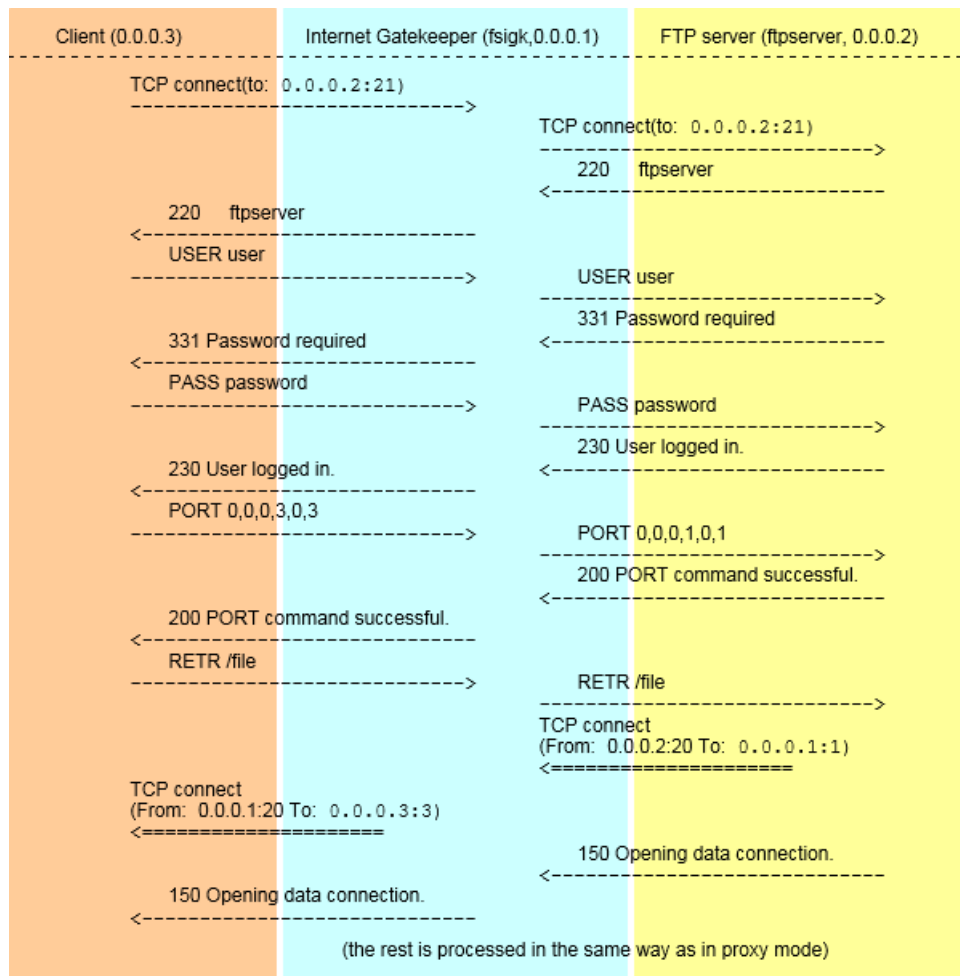 Client (0.0.0.3) Internet Gatekeeper (fsigk,0.0.0.1) FTP server (ftpserver, 0.0.0.2)
TCP connect(to: 0.0.0.2:21)
TCP connect(to: 0.0.0.2:21)
220 ftpserver
220 ftpserver
USER user
USER user
331 Password required
331 Password required
PASS password
PASS password
230 User logged in.
230 User logged in.
PORT 0,0,0,3,0,3
PORT 0,0,0,1,0,1
200 PORT command successful.
200 PORT command successful.
RETR /file
RETR /file
TCP connect
(From: 0.0.0.2:20 To: 0.0.0.1:1)
TCP connect
(From: 0.0.0.1:20 To: 0.0.0.3:3)
150 Opening data connection.
150 Opening data connection.
(the rest is processed in the same way as in proxy mode)